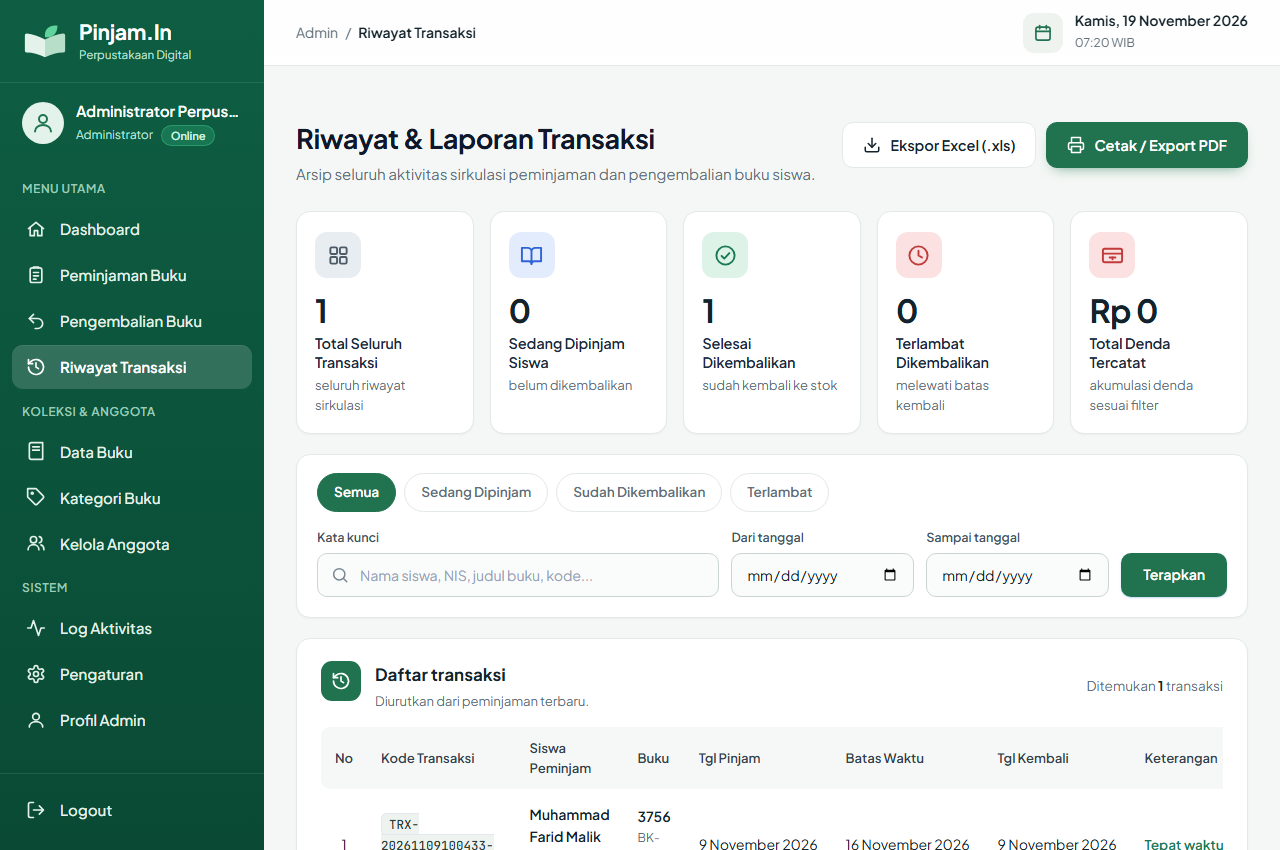 Pinjam.In
Perpustakaan Digital
Administrator Perpus...
Administrator Online
MENU UTAMA
Dashboard
Peminjaman Buku
Pengembalian Buku
Riwayat Transaksi
KOLEKSI & ANGGOTA
Data Buku
Kategori Buku
Kelola Anggota
SISTEM
Log Aktivitas
Pengaturan
Profil Admin
Logout
Admin / Riwayat Transaksi
Kamis, 19 November 2026
07:20 WIB
Riwayat & Laporan Transaksi
Arsip seluruh aktivitas sirkulasi peminjaman dan pengembalian buku siswa.
Ekspor Excel (.xls)
Cetak / Export PDF
1
Total Seluruh
Transaksi
seluruh riwayat
sirkulasi
0
Sedang Dipinjam
Siswa
belum dikembalikan
1
Selesai
Dikembalikan
sudah kembali ke stok
0
Terlambat
Dikembalikan
melewati batas
kembali
Rp 0
Total Denda
Tercatat
akumulasi denda
sesuai filter
Semua Sedang Dipinjam Sudah Dikembalikan Terlambat
Kata kunci Dari tanggal Sampai tanggal
Nama siswa, NIS, judul buku, kode... mm/dd/yyyy mm/dd/yyyy Terapkan
Daftar transaksi
Diurutkan dari peminjaman terbaru.
Ditemukan 1 transaksi
No Kode Transaksi Siswa Peminjam Buku Tgl Pinjam Batas Waktu Tgl Kembali Keterangan
1
TRX-
20261109100433-
Muhammad
Farid Malik
3756
BK-
9 November 2026 16 November 2026 9 November 2026 Tepat waktu